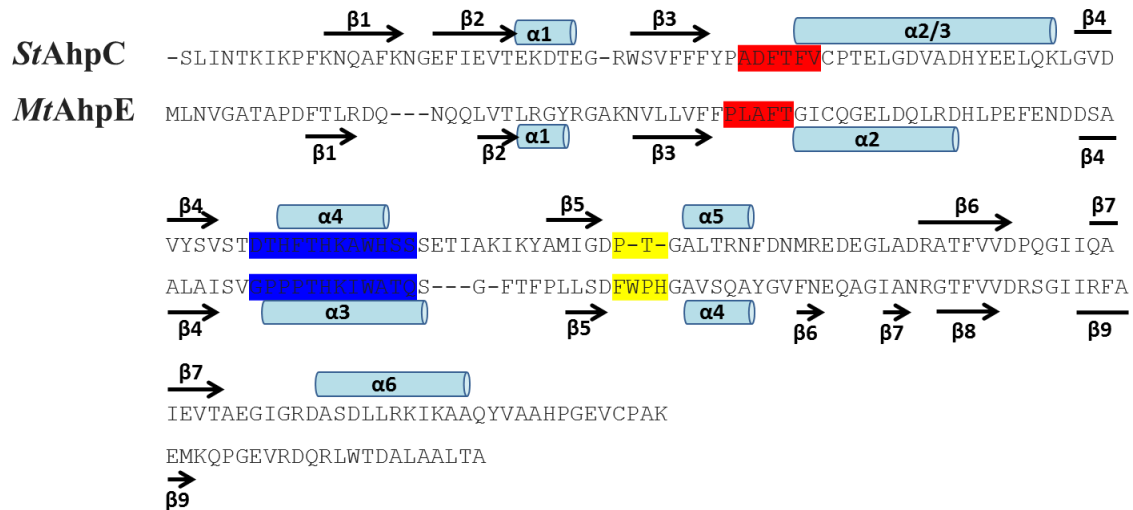 β1 β2 α1 β3 α2/3 β4
StAhpC -SLINTKIKPFKNQAFKNGEFIEVTEKDTEG-RWSVFFFYPADFTFVCPTELGDVADHYEELQKLGVD
MtAhpE MLNVGATAPDFTLRDQ---NQQLVTLRGYRGAKNVLLVFFPLAFTGICQGELDQLRDHLPEFENDDSA
β1 β2 α1 β3 α2 β4
β4 α4 β5 α5 β6 β7
VYSVSTDTHFTHKAWHSSSETIAKIKYAMIGDP-T-GALTRNFDNMREDEGLADRATFVVDPQGIIQA
ALAISVGPPPTHKIWATQS---G-FTFPLLSDFWPHGAVSQAYGVFNEQAGIANRGTFVVDRSGIIRFA
β4 α3 β5 α4 β6 β7 β8 β9
β7 α6
IEVTAEGIGRDASDLLRKIKAAQYVAAHPGEVCPAK
EMKQPGEVRDQRLWTDALAALTA
β9